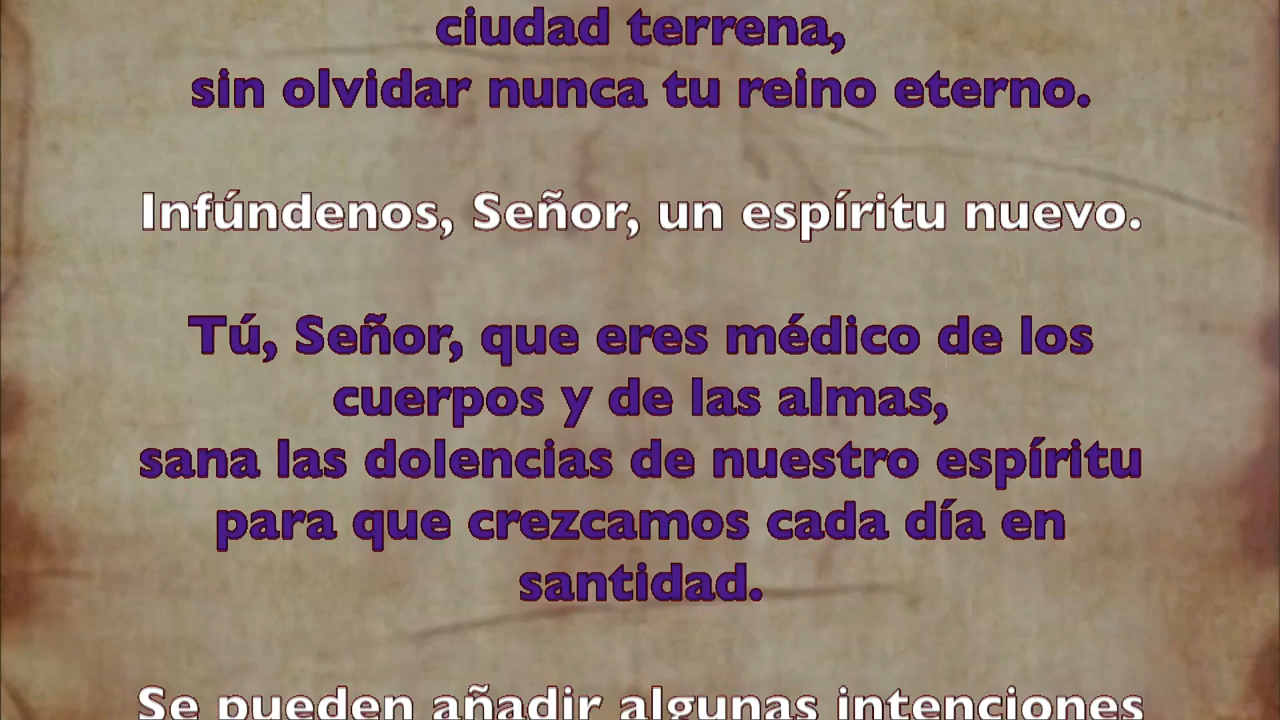 ciudad terrena,
sin olvidar nunca tu reino eterno.
Infúndenos, Señor, un espíritu nuevo.
Tú, Señor, que eres médico de los
cuerpos y de las almas,
sana las dolencias de nuestro espíritu
para que crezcamos cada día en
santidad.
Se pueden añadir algunas intenciones